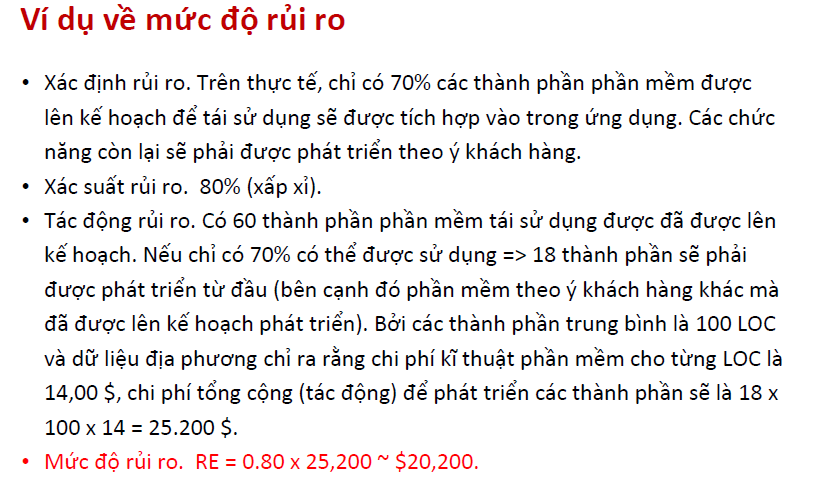 Ví dụ về mức độ rủi ro
• Xác định rủi ro. Trên thực tế, chỉ có 70% các thành phần phần mềm được
lên kế hoạch để tái sử dụng sẽ được tích hợp vào trong ứng dụng. Các chức
năng còn lại sẽ phải được phát triển theo ý khách hàng.
• Xác suất rủi ro. 80% (xấp xỉ).
• Tác động rủi ro. Có 60 thành phần phần mềm tái sử dụng được đã được lên
kế hoạch. Nếu chỉ có 70% có thể được sử dụng => 18 thành phần sẽ phải
được phát triển từ đầu (bên cạnh đó phần mềm theo ý khách hàng khác mà
đã được lên kế hoạch phát triển). Bởi các thành phần trung bình là 100 LOC
và dữ liệu địa phương chỉ ra rằng chi phí kĩ thuật phần mềm cho từng LOC là
14,00 $, chi phí tổng cộng (tác động) để phát triển các thành phần sẽ là 18 x
100 x 14 = 25.200 $.
• Mức độ rủi ro. RE = 0.80 x 25,200 ~ $20,200.